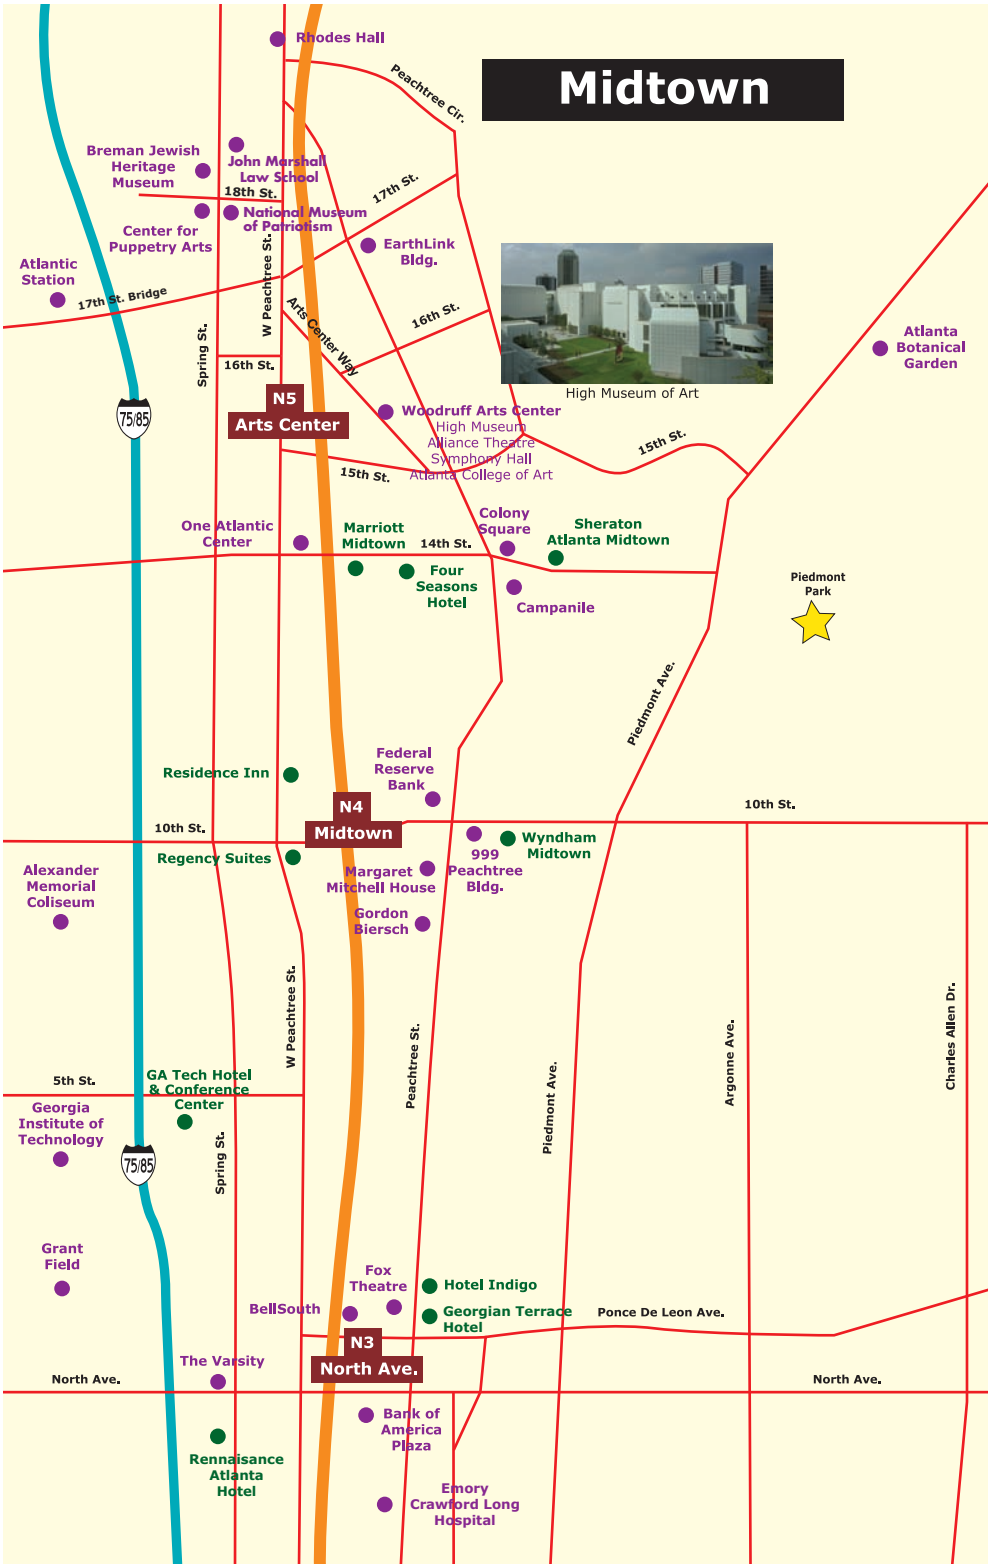 Rhodes Hall
Peachtree Cir.
Midtown
Breman Jewish
Heritage
Museum
John Marshall
Law School
18th St.
17th St.
National Museum
of Patriotism
Center for
Puppetry Arts
EarthLink
Bldg.
W Peachtree St.
Atlantic
Station
17th St. Bridge
Arts Center Way
16th St.
Spring St.
16th St.
High Museum of Art
Atlanta
Botanical
Garden
75/85
N5
Arts Center
Woodruff Arts Center
High Museum
Alliance Theatre
Symphony Hall
Atlanta College of Art
15th St.
15th St.
One Atlantic
Center
Marriott
Midtown
14th St.
Colony
Square
Sheraton
Atlanta Midtown
Four
Seasons
Hotel
Campanile
Piedmont
Park
Piedmont Ave.
Residence Inn
Federal
Reserve
Bank
N4
Midtown
10th St.
10th St.
Regency Suites
Wyndham
Midtown
999
Peachtree
Bldg.
Margaret
Mitchell House
Alexander
Memorial
Coliseum
Gordon
Biersch
W Peachtree St.
Peachtree St.
Piedmont Ave.
Argonne Ave.
Charles Allen Dr.
5th St.
GA Tech Hotel
& Conference
Center
Georgia
Institute of
Technology
Spring St.
75/85
Grant
Field
Fox
Theatre
Hotel Indigo
BellSouth
Georgian Terrace
Hotel
Ponce De Leon Ave.
N3
North Ave.
The Varsity
North Ave.
North Ave.
Bank of
America
Plaza
Rennaisance
Atlanta
Hotel
Emory
Crawford Long
Hospital